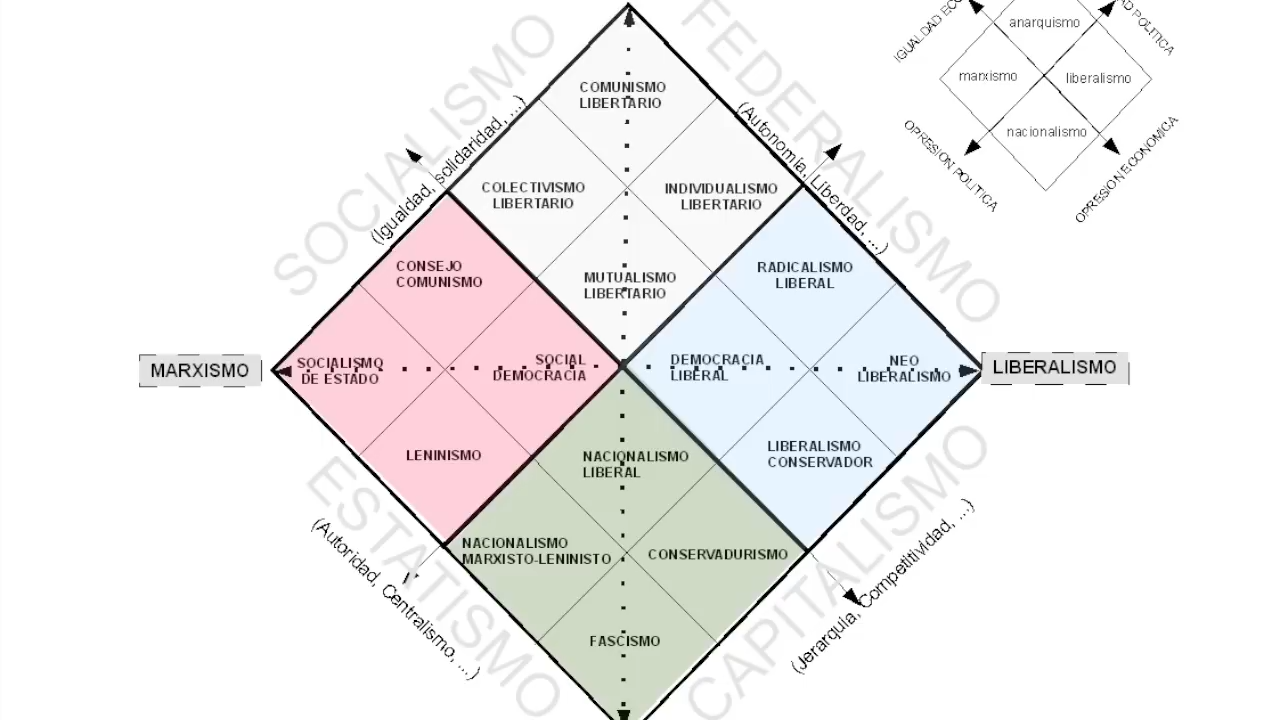 SOCIALISMO
FEDERALISMO
(Igualdad, solidaridad, ...)
(Autonomía, Liberdad, ...)
COMUNISMO
LIBERTARIO
COLECTIVISMO
LIBERTARIO
INDIVIDUALISMO
LIBERTARIO
MUTUALISMO
LIBERTARIO
CONSEJO
COMUNISMO
RADICALISMO
LIBERAL
MARXISMO
SOCIALISMO
DE ESTADO
SOCIAL
DEMOCRACIA
DEMOCRACIA
LIBERAL
NEO
LIBERALISMO
LIBERALISMO
LENINISMO
NACIONALISMO
LIBERAL
LIBERALISMO
CONSERVADOR
NACIONALISMO
MARXISTO-LENINISTO
CONSERVADURISMO
FASCISMO
ESTATISMO
CAPITALISMO
(Autoridad, Centralismo, ...)
(Jerarquía, Competitividad, ...)
IGUALDAD
POLITICA
anarquismo
marxismo
liberalismo
nacionalismo
OPRESION POLITICA
OPRESION ECONOMICA